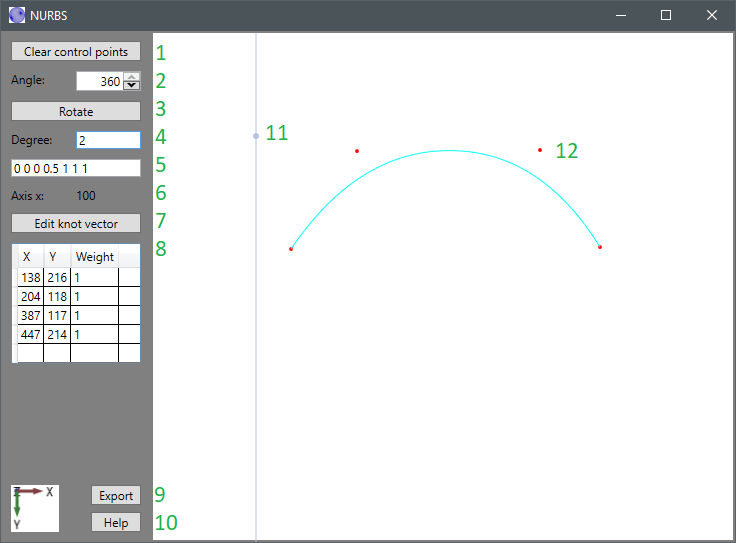 NURBS
Clear control points 1
Angle: 360 2
Rotate 3
Degree: 2 4
11
0 0 0 0.5 1 1 1 5
12
Axis x: 100 6
Edit knot vector 7
8
X Y Weight
138 216 1
204 118 1
387 117 1
447 214 1
Z X
Export 9
Y
Help 10